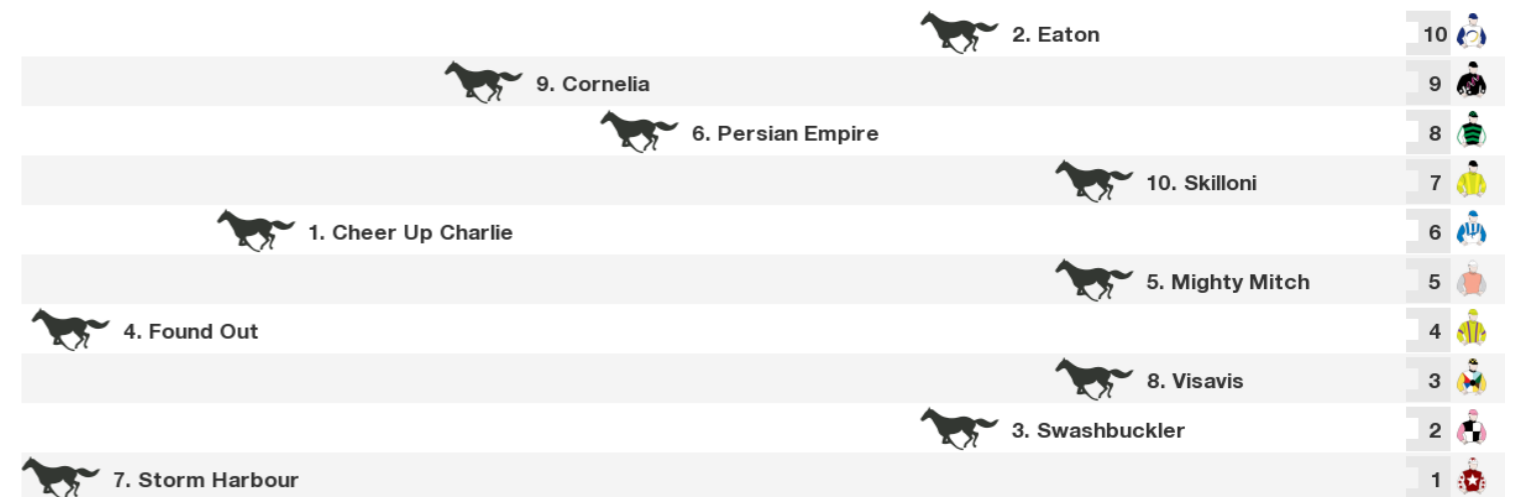 2. Eaton 10
9. Cornelia 9
6. Persian Empire 8
10. Skilloni 7
1. Cheer Up Charlie 6
5. Mighty Mitch 5
4. Found Out 4
8. Visavis 3
3. Swashbuckler 2
7. Storm Harbour 1